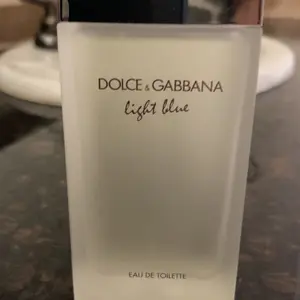 DOLCE & GABBANA
light blue
EAU DE TOILETTE